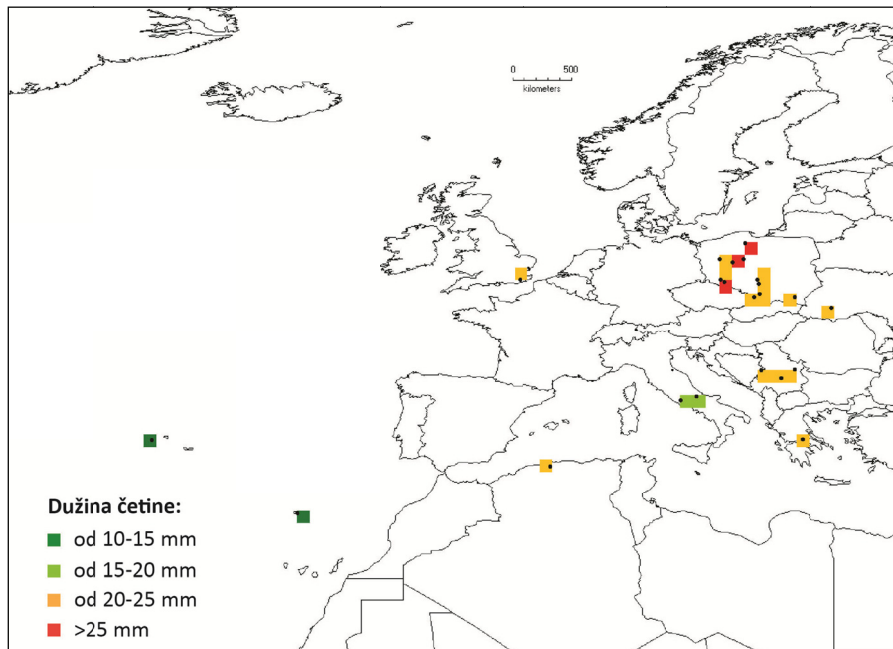 0 500
kilometers
Dužina četine:
od 10-15 mm
od 15-20 mm
od 20-25 mm
>25 mm